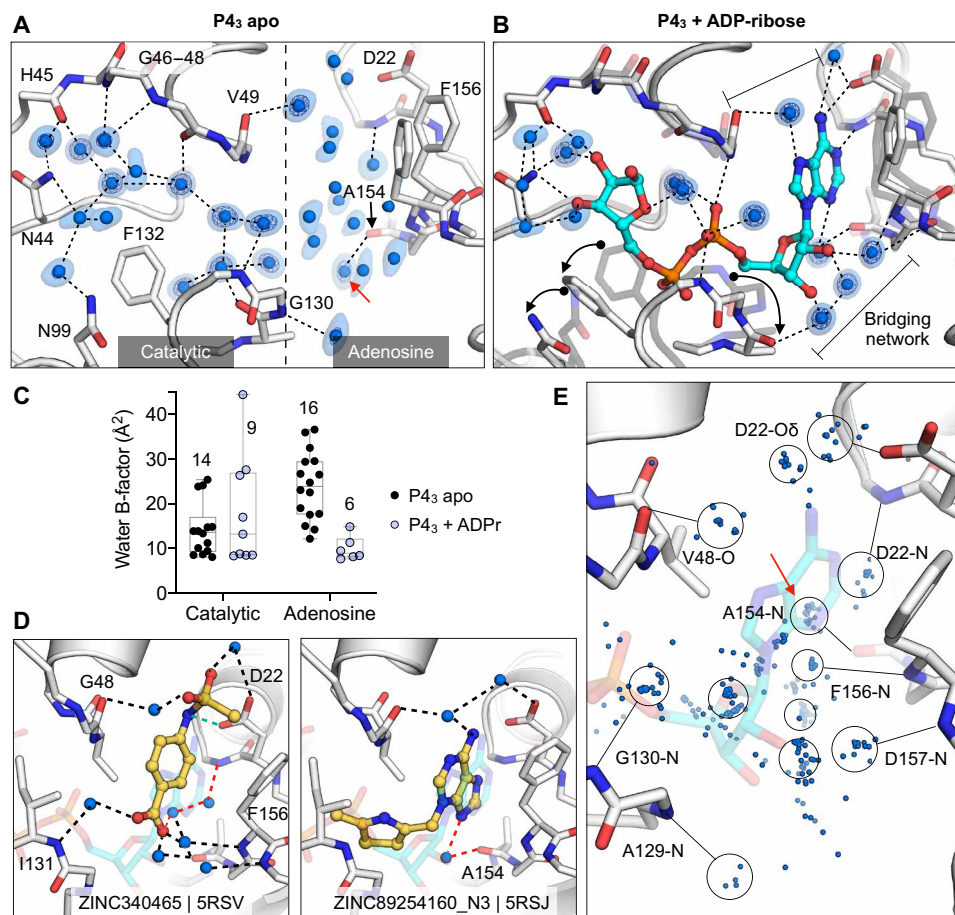 A
P4₃ apo
H45
G46–48
V49
D22
F156
A154
N44
F132
G130
N99
Catalytic
Adenosine
B
P4₃ + ADP-ribose
Bridging
network
C
Water B-factor (Å²)
40
30
20
10
0
14
9
16
6
Catalytic
Adenosine
P4₃ apo
P4₃ + ADPr
D
G48
D22
F156
I131
ZINC340465 | 5RSV
A154
ZINC89254160_N3 | 5RSJ
E
D22-Oδ
V48-O
D22-N
A154-N
F156-N
G130-N
D157-N
A129-N